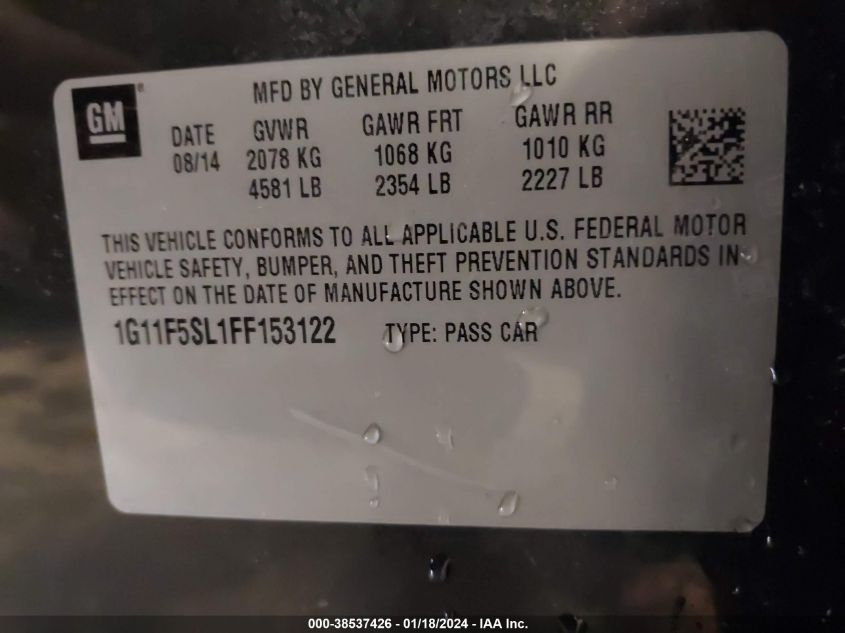 MFD BY GENERAL MOTORS LLC
GM®
DATE GVWR GAWR FRT GAWR RR
08/14 2078 KG 1068 KG 1010 KG
4581 LB 2354 LB 2227 LB
THIS VEHICLE CONFORMS TO ALL APPLICABLE U.S. FEDERAL MOTOR
VEHICLE SAFETY, BUMPER, AND THEFT PREVENTION STANDARDS IN
EFFECT ON THE DATE OF MANUFACTURE SHOWN ABOVE.
1G11F5SL1FF153122 TYPE: PASS CAR
000-38537426 - 01/18/2024 - IAA Inc.